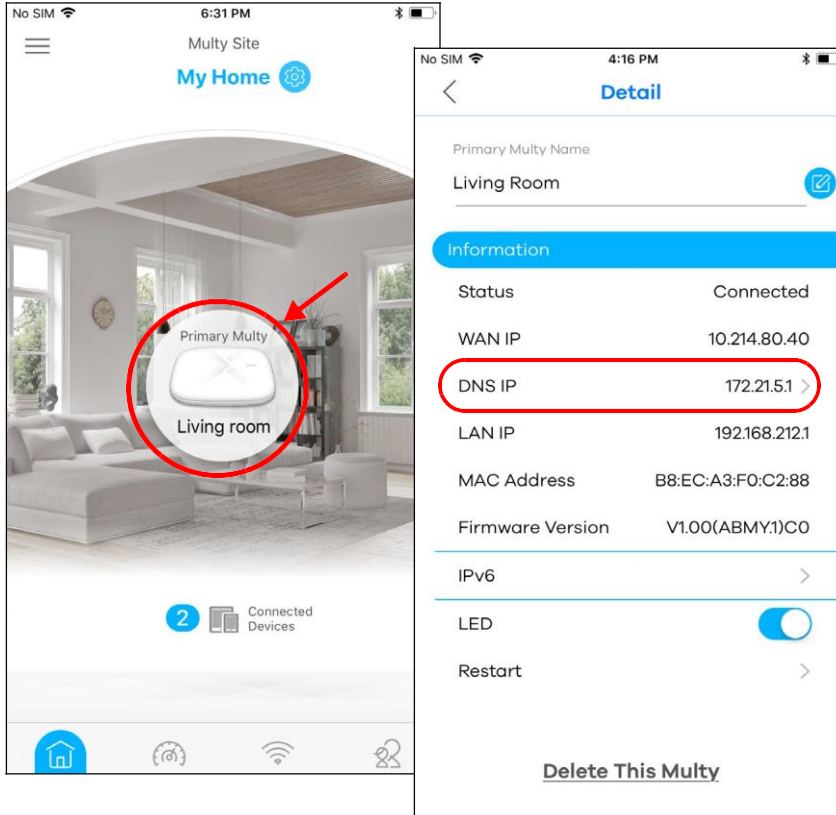 No SIM 6:31 PM
Multy Site
My Home
Primary Multy
Living room
2 Connected
Devices
No SIM 4:16 PM
Detail
Primary Multy Name
Living Room
Information
Status Connected
WAN IP 10.214.80.40
DNS IP 172.21.5.1
LAN IP 192.168.212.1
MAC Address B8:EC:A3:F0:C2:88
Firmware Version V1.00(ABMY.1)C0
IPv6
LED
Restart
Delete This Multy